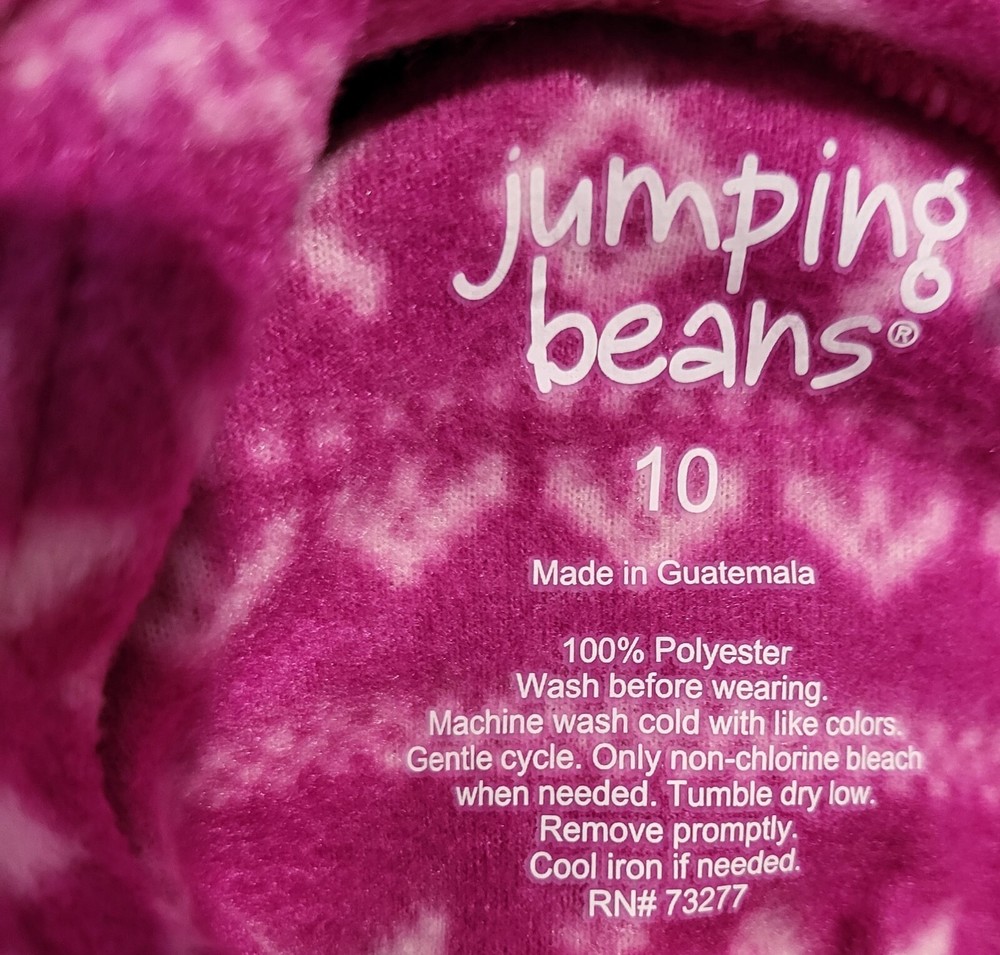 jumping
beans®
10
Made in Guatemala
100% Polyester
Wash before wearing.
Machine wash cold with like colors.
Gentle cycle. Only non-chlorine bleach
when needed. Tumble dry low.
Remove promptly.
Cool iron if needed.
RN# 73277